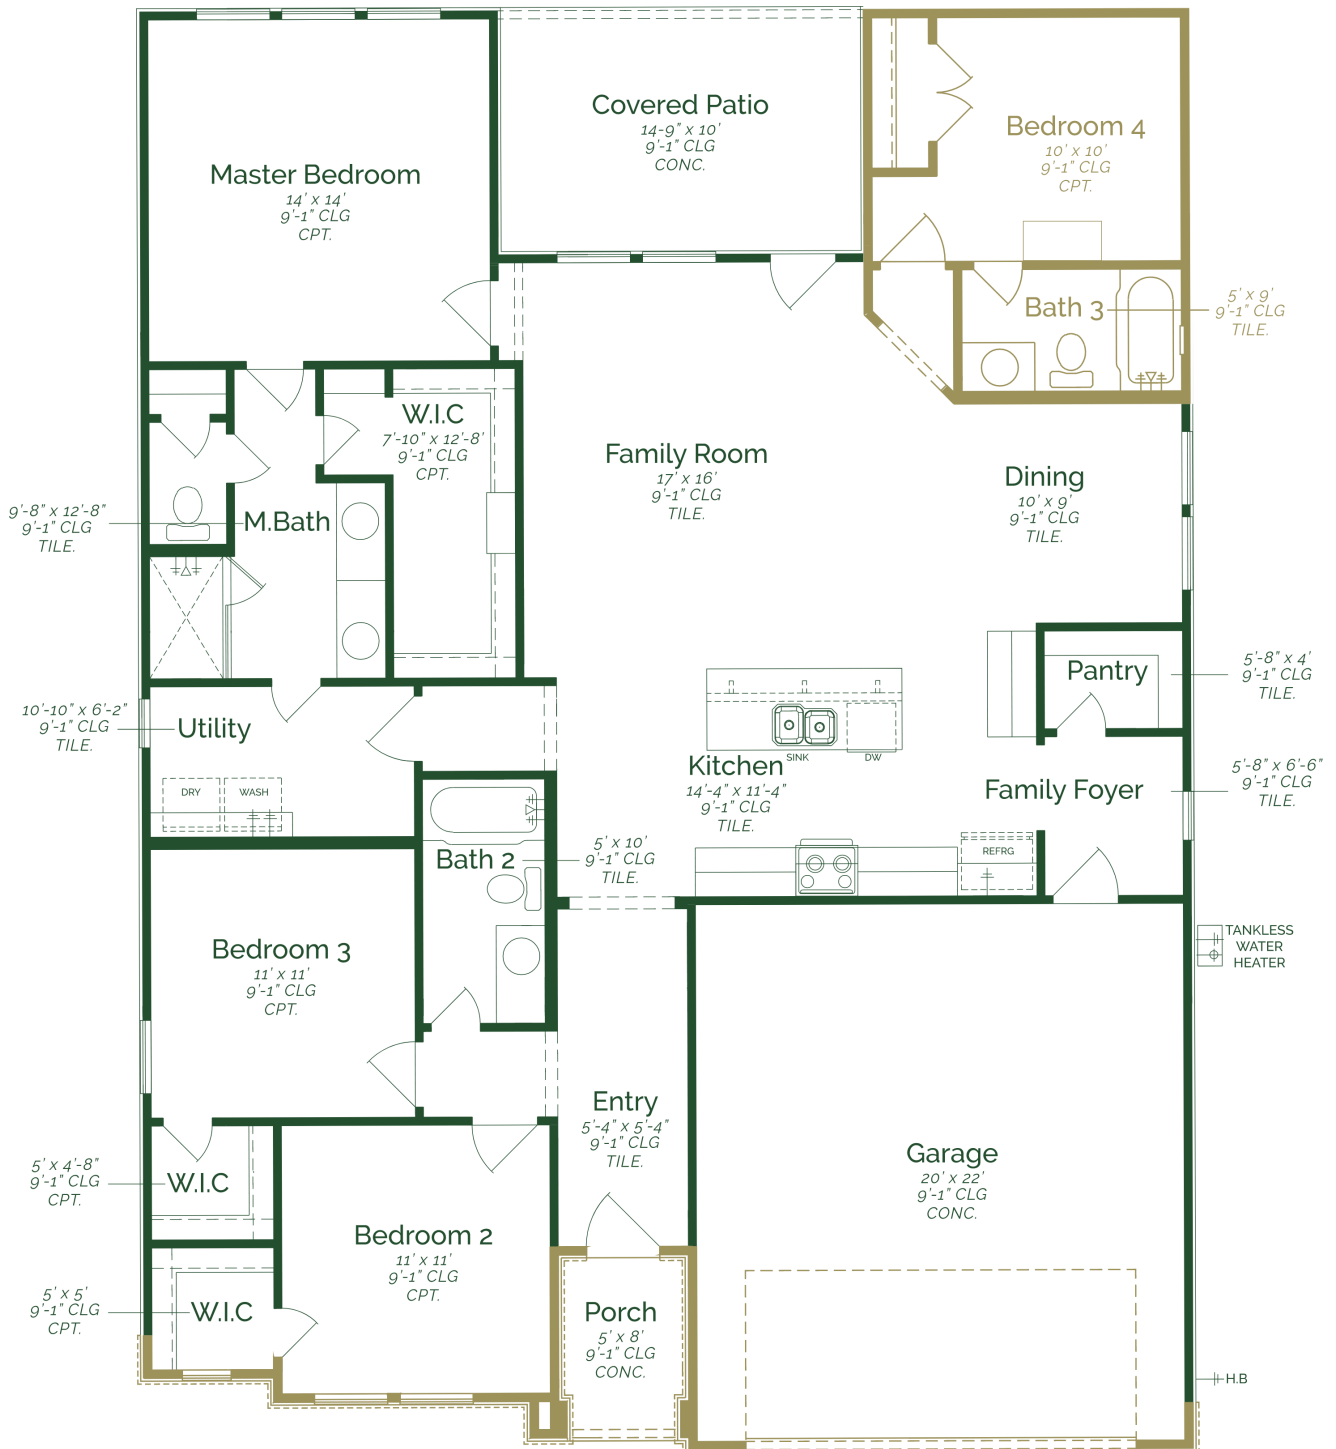 Covered Patio
14-9" x 10'
9'-1" CLG
CONC.
Bedroom 4
10' x 10'
9'-1" CLG
CPT.
Master Bedroom
14' x 14'
9'-1" CLG
CPT.
Bath 3
5' x 9'
9'-1" CLG
TILE.
W.I.C
7'-10" x 12'-8'
9'-1" CLG
CPT.
Family Room
17' x 16'
9'-1" CLG
TILE.
Dining
10' x 9'
9'-1" CLG
TILE.
9'-8" x 12'-8"
9'-1" CLG
TILE.
M.Bath
Pantry
5'-8" x 4'
9'-1" CLG
TILE.
10'-10" x 6'-2"
9'-1" CLG
TILE.
Utility
SINK
DW
Kitchen
14'-4" x 11'-4"
9'-1" CLG
TILE.
Family Foyer
5'-8" x 6'-6"
9'-1" CLG
TILE.
DRY
WASH
Bath 2
5' x 10'
9'-1" CLG
TILE.
REFRG
Bedroom 3
11' x 11'
9'-1" CLG
CPT.
TANKLESS
WATER
HEATER
Entry
5'-4" x 5'-4"
9'-1" CLG
TILE.
Garage
20' x 22'
9'-1" CLG
CONC.
5' x 4'-8"
9'-1" CLG
CPT.
W.I.C
Bedroom 2
11' x 11'
9'-1" CLG
CPT.
5' x 5'
9'-1" CLG
CPT.
W.I.C
Porch
5' x 8'
9'-1" CLG
CONC.
H.B